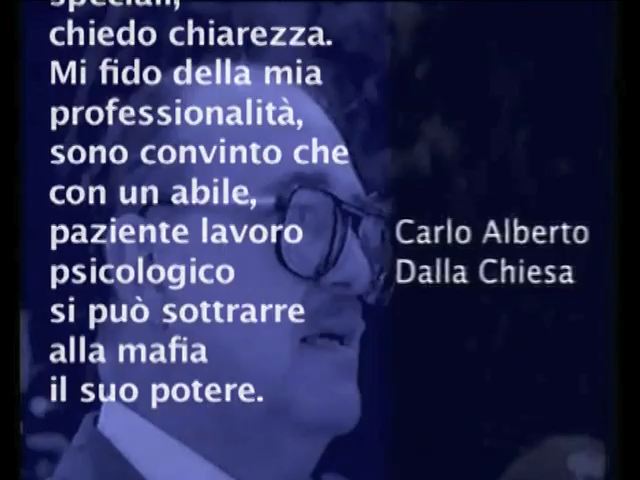 speciali,
chiedo chiarezza.
Mi fido della mia
professionalità,
sono convinto che
con un abile,
paziente lavoro
psicologico
si può sottrarre
alla mafia
il suo potere.
Carlo Alberto
Dalla Chiesa